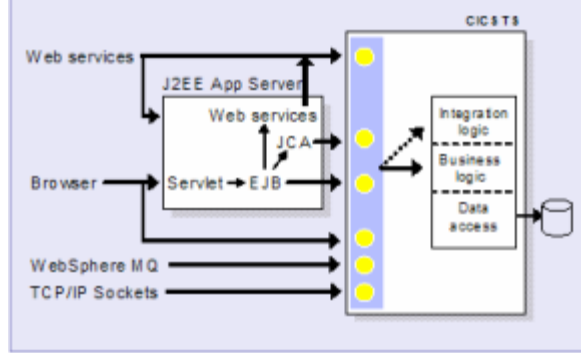 CICS TS
Web services
J2EE App Server
Web services
JCA
Browser
Servlet
EJB
WebSphere MQ
TCP/IP Sockets
Integration
logic
Business
logic
Data
access